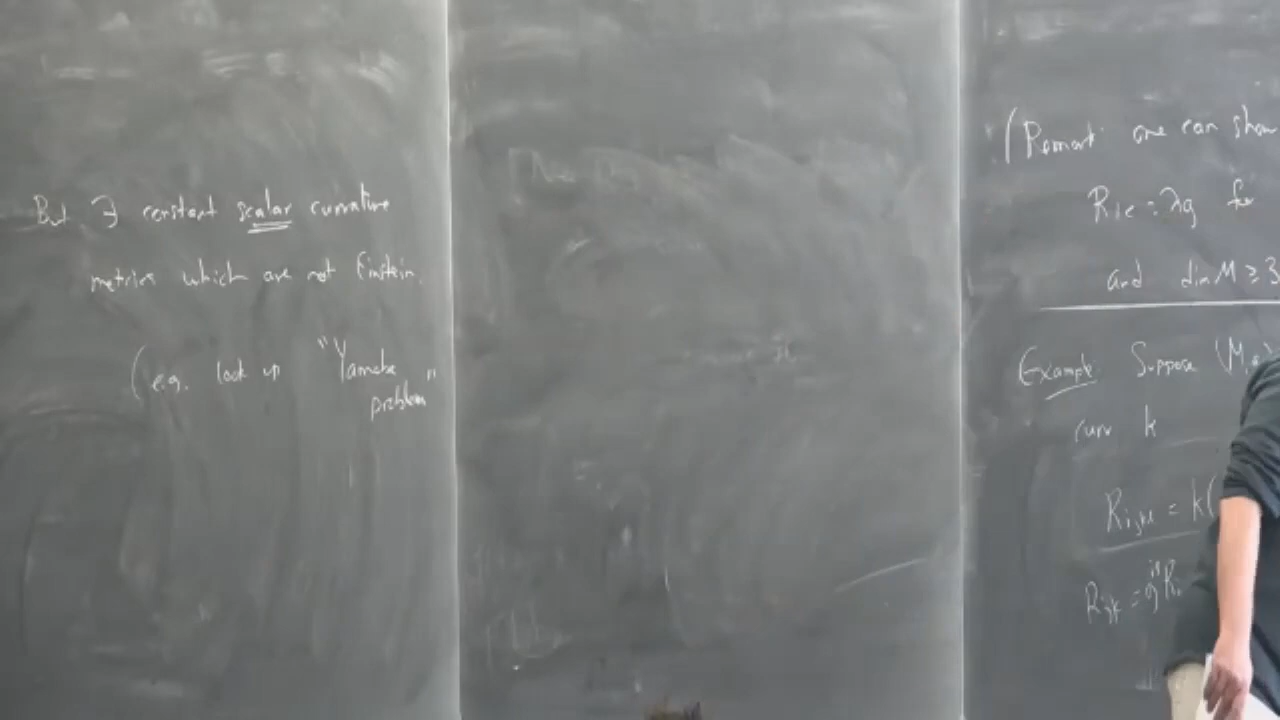 But ∃ constant scalar curvature
metrics which are not Einstein.
(e.g. look up "Yamabe
problem"
(Remark: one can show
Ric = λg for
and dim M ≥ 3
Example Suppose (M,g)
curv k
R_ijkl = k(
R_jk = g^il R_i